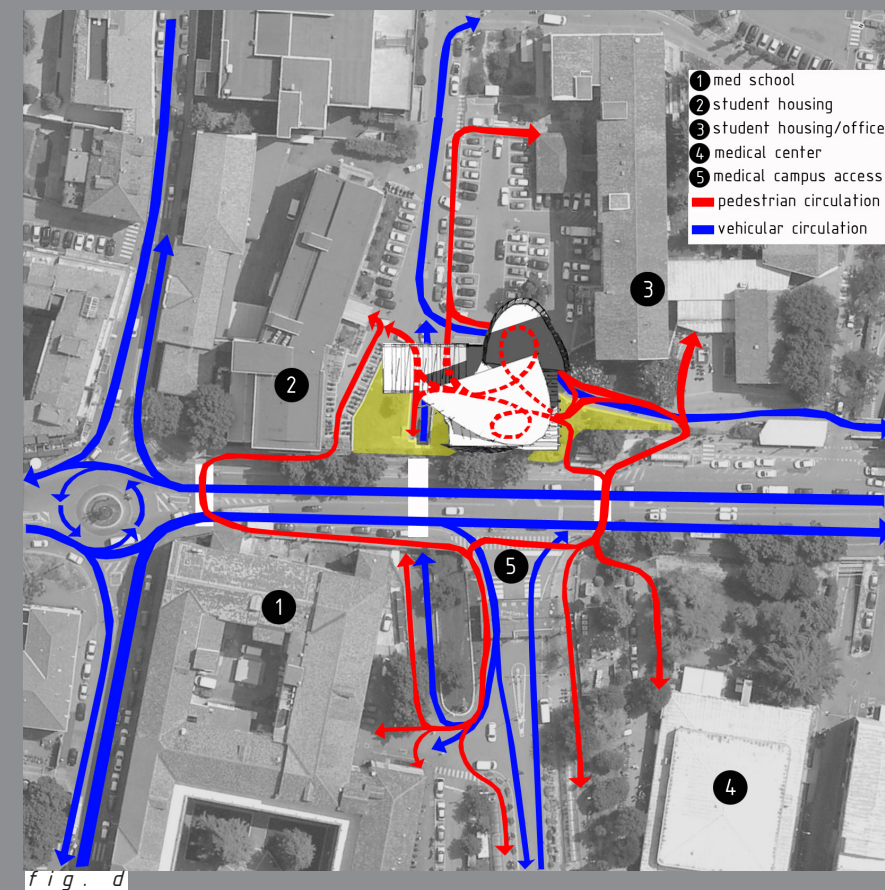 1 med school
2 student housing
3 student housing/office
4 medical center
5 medical campus access
pedestrian circulation
vehicular circulation
3
2
5
1
4
fig. d